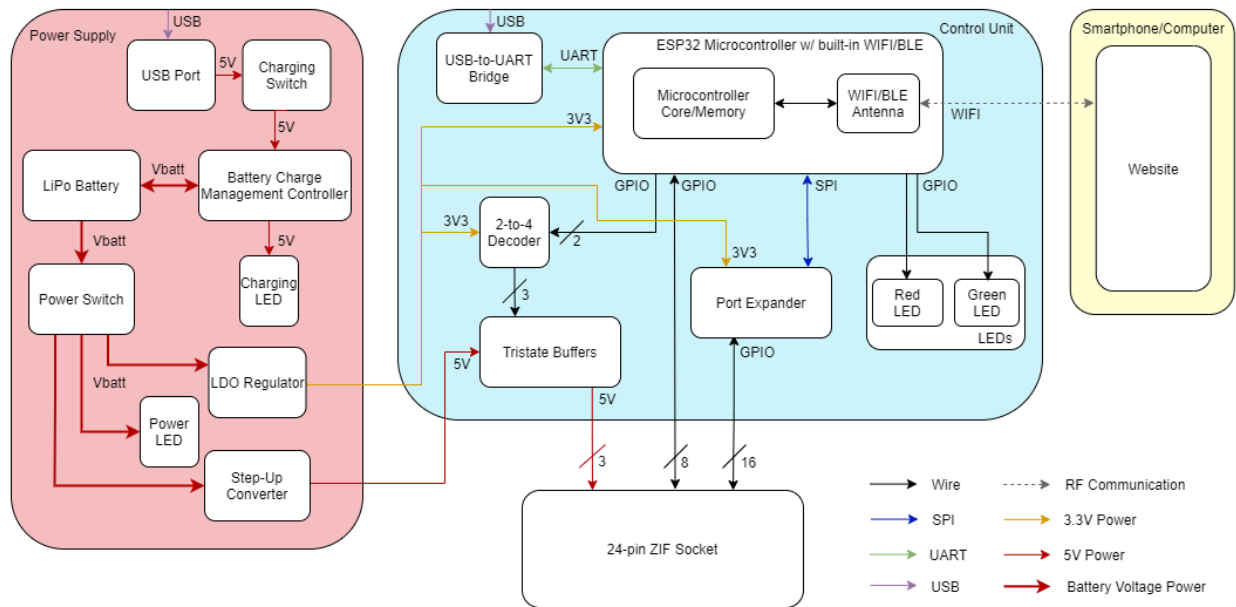 Power Supply
USB
USB Port
5V
Charging
Switch
5V
LiPo Battery
Vbatt
Battery Charge
Management Controller
Vbatt
5V
Charging
LED
Power Switch
Vbatt
LDO Regulator
Power
LED
Step-Up
Converter
USB
Control Unit
USB-to-UART
Bridge
UART
ESP32 Microcontroller w/ built-in WIFI/BLE
Microcontroller
Core/Memory
WIFI/BLE
Antenna
WIFI
3V3
GPIO
GPIO
SPI
GPIO
3V3
2-to-4
Decoder
2
3V3
3
Port Expander
Red
LED
Green
LED
LEDs
Tristate Buffers
5V
GPIO
5V
3
8
16
24-pin ZIF Socket
Smartphone/Computer
Website
Wire
RF Communication
SPI
3.3V Power
UART
5V Power
USB
Battery Voltage Power